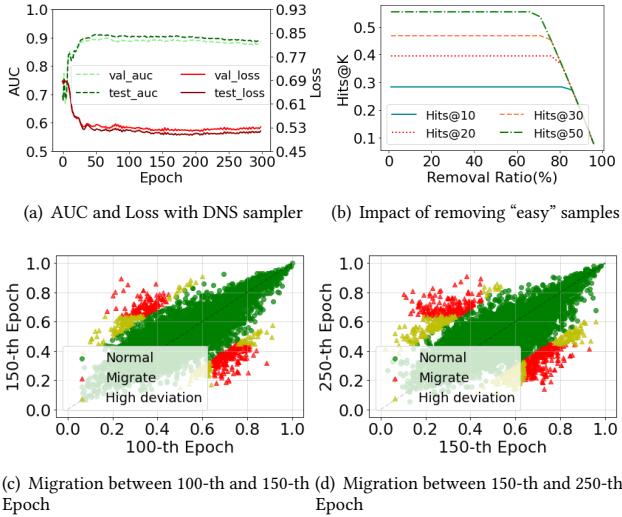 1.0
0.9
0.8
0.7
0.6
0.5
AUC
0.93
0.85
0.77
0.69
0.61
0.53
0.45
Loss
val_auc
test_auc
val_loss
test_loss
0 50 100 150 200 250 300
Epoch
(a) AUC and Loss with DNS sampler
0.5
0.4
0.3
0.2
0.1
Hits@K
Hits@10
Hits@20
Hits@30
Hits@50
0 20 40 60 80 100
Removal Ratio(%)
(b) Impact of removing “easy” samples
1.0
0.8
0.6
0.4
0.2
0.0
150-th Epoch
Normal
Migrate
High deviation
0.0 0.2 0.4 0.6 0.8 1.0
100-th Epoch
(c) Migration between 100-th and 150-th
Epoch
1.0
0.8
0.6
0.4
0.2
0.0
250-th Epoch
Normal
Migrate
High deviation
0.0 0.2 0.4 0.6 0.8 1.0
150-th Epoch
(d) Migration between 150-th and 250-th
Epoch